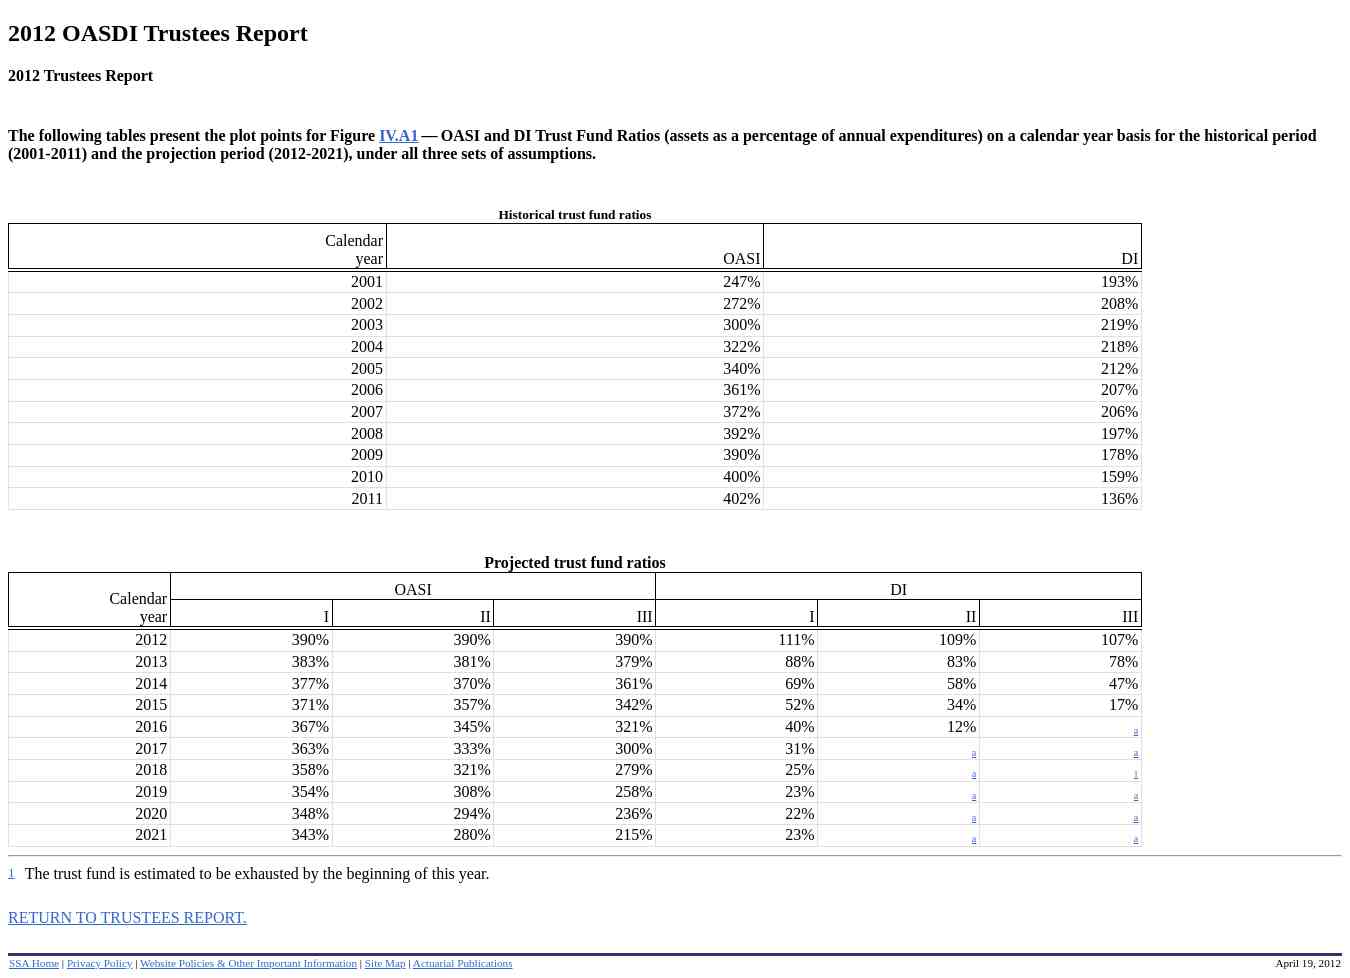 2012 OASDI Trustees Report
2012 Trustees Report
The following tables present the plot points for Figure IV.A1 — OASI and DI Trust Fund Ratios (assets as a percentage of annual expenditures) on a calendar year basis for the historical period
(2001-2011) and the projection period (2012-2021), under all three sets of assumptions.
Historical trust fund ratios
Calendar
year OASI DI
2001 247% 193%
2002 272% 208%
2003 300% 219%
2004 322% 218%
2005 340% 212%
2006 361% 207%
2007 372% 206%
2008 392% 197%
2009 390% 178%
2010 400% 159%
2011 402% 136%
Projected trust fund ratios
OASI DI
Calendar
year I II III I II III
2012 390% 390% 390% 111% 109% 107%
2013 383% 381% 379% 88% 83% 78%
2014 377% 370% 361% 69% 58% 47%
2015 371% 357% 342% 52% 34% 17%
2016 367% 345% 321% 40% 12% a
2017 363% 333% 300% 31% a a
2018 358% 321% 279% 25% a 1
2019 354% 308% 258% 23% a a
2020 348% 294% 236% 22% a a
2021 343% 280% 215% 23% a a
1 The trust fund is estimated to be exhausted by the beginning of this year.
RETURN TO TRUSTEES REPORT.
SSA Home | Privacy Policy | Website Policies & Other Important Information | Site Map | Actuarial Publications April 19, 2012